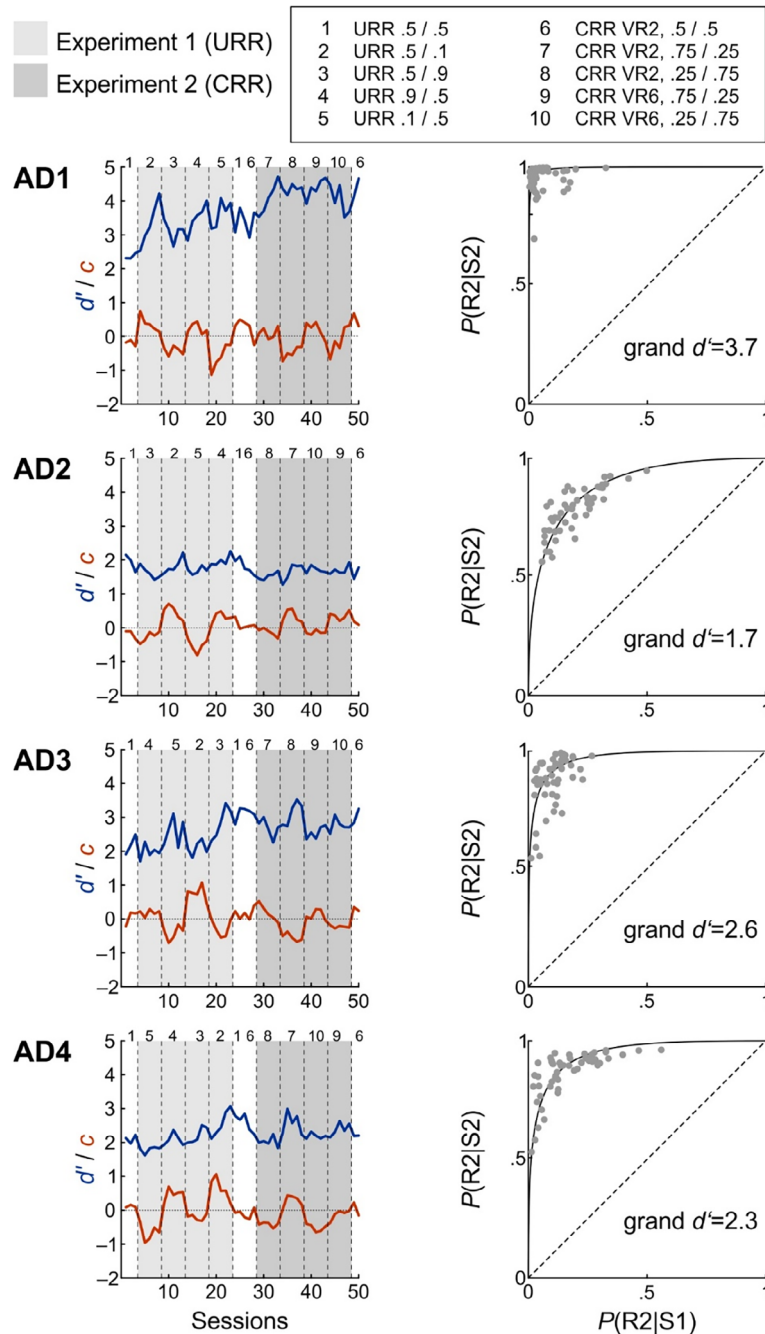 Experiment 1 (URR)
Experiment 2 (CRR)
1 URR .5 / .5 6 CRR VR2, .5 / .5
2 URR .5 / .1 7 CRR VR2, .75 / .25
3 URR .5 / .9 8 CRR VR2, .25 / .75
4 URR .9 / .5 9 CRR VR6, .75 / .25
5 URR .1 / .5 10 CRR VR6, .25 / .75
AD1
1 2 3 4 5 1 6 7 8 9 10 6
5
4
3
2
1
0
−1
−2
d' / c
10 20 30 40 50
1
.5
1
P(R2|S2)
grand d'=3.7
0 .5 1
AD2
1 3 2 5 4 1 6 8 7 10 9 6
5
4
3
2
1
0
−1
−2
d' / c
10 20 30 40 50
1
.5
1
P(R2|S2)
grand d'=1.7
0 .5 1
AD3
1 4 5 2 3 1 6 7 8 9 10 6
5
4
3
2
1
0
−1
−2
d' / c
10 20 30 40 50
1
.5
1
P(R2|S2)
grand d'=2.6
0 .5 1
AD4
1 5 4 3 2 1 6 8 7 10 9 6
5
4
3
2
1
0
−1
−2
d' / c
10 20 30 40 50
Sessions
1
.5
1
P(R2|S2)
grand d'=2.3
0 .5 1
P(R2|S1)